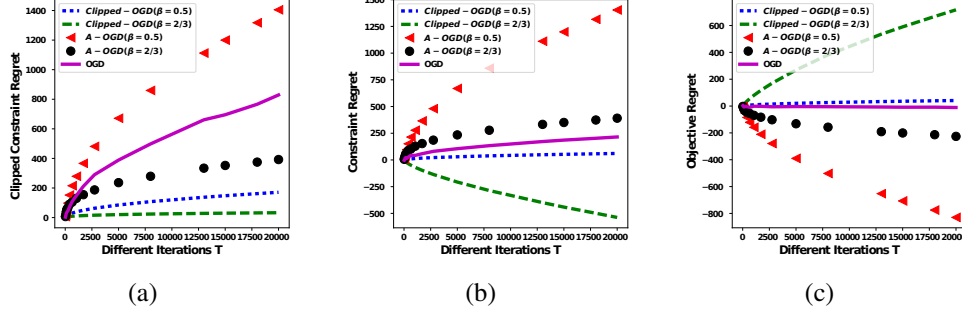 Clipped Constraint Regret
1400
1200
1000
800
600
400
200
0
Clipped − OGD(β = 0.5)
Clipped − OGD(β = 2/3)
A − OGD(β = 0.5)
A − OGD(β = 2/3)
OGD
0 2500 5000 7500 10000 12500 15000 17500 20000
Different Iterations T
(a)
Constraint Regret
1250
1000
750
500
250
0
−250
−500
Clipped − OGD(β = 0.5)
Clipped − OGD(β = 2/3)
A − OGD(β = 0.5)
A − OGD(β = 2/3)
OGD
0 2500 5000 7500 10000 12500 15000 17500 20000
Different Iterations T
(b)
Objective Regret
600
400
200
0
−200
−400
−600
−800
Clipped − OGD(β = 0.5)
Clipped − OGD(β = 2/3)
A − OGD(β = 0.5)
A − OGD(β = 2/3)
OGD
0 2500 5000 7500 10000 12500 15000 17500 20000
Different Iterations T
(c)